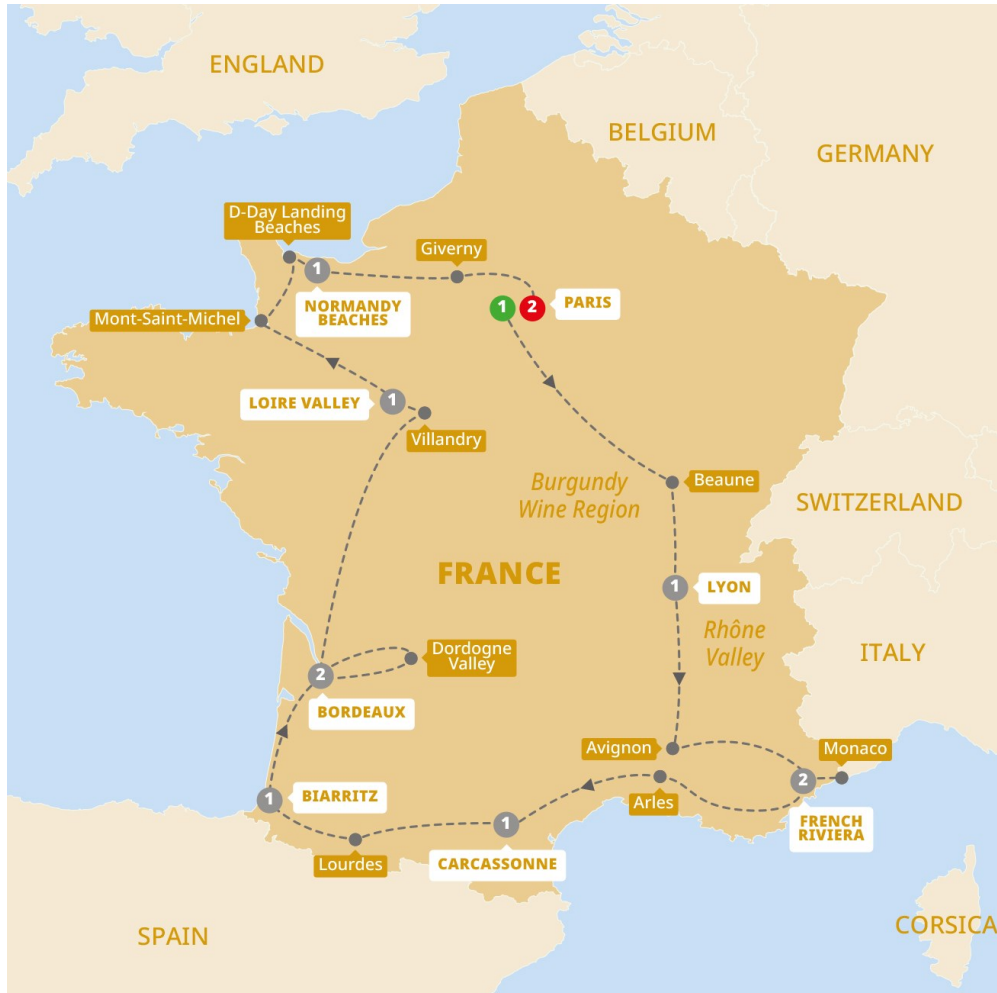 ENGLAND
BELGIUM
GERMANY
D-Day Landing
Beaches
Giverny
1
NORMANDY
BEACHES
1
2
PARIS
Mont-Saint-Michel
LOIRE VALLEY
1
Villandry
Burgundy
Wine Region
Beaune
SWITZERLAND
FRANCE
1
LYON
Rhône
Valley
ITALY
Dordogne
Valley
2
BORDEAUX
Avignon
Monaco
2
FRENCH
RIVIERA
Arles
1
BIARRITZ
1
CARCASSONNE
Lourdes
SPAIN
CORSICA